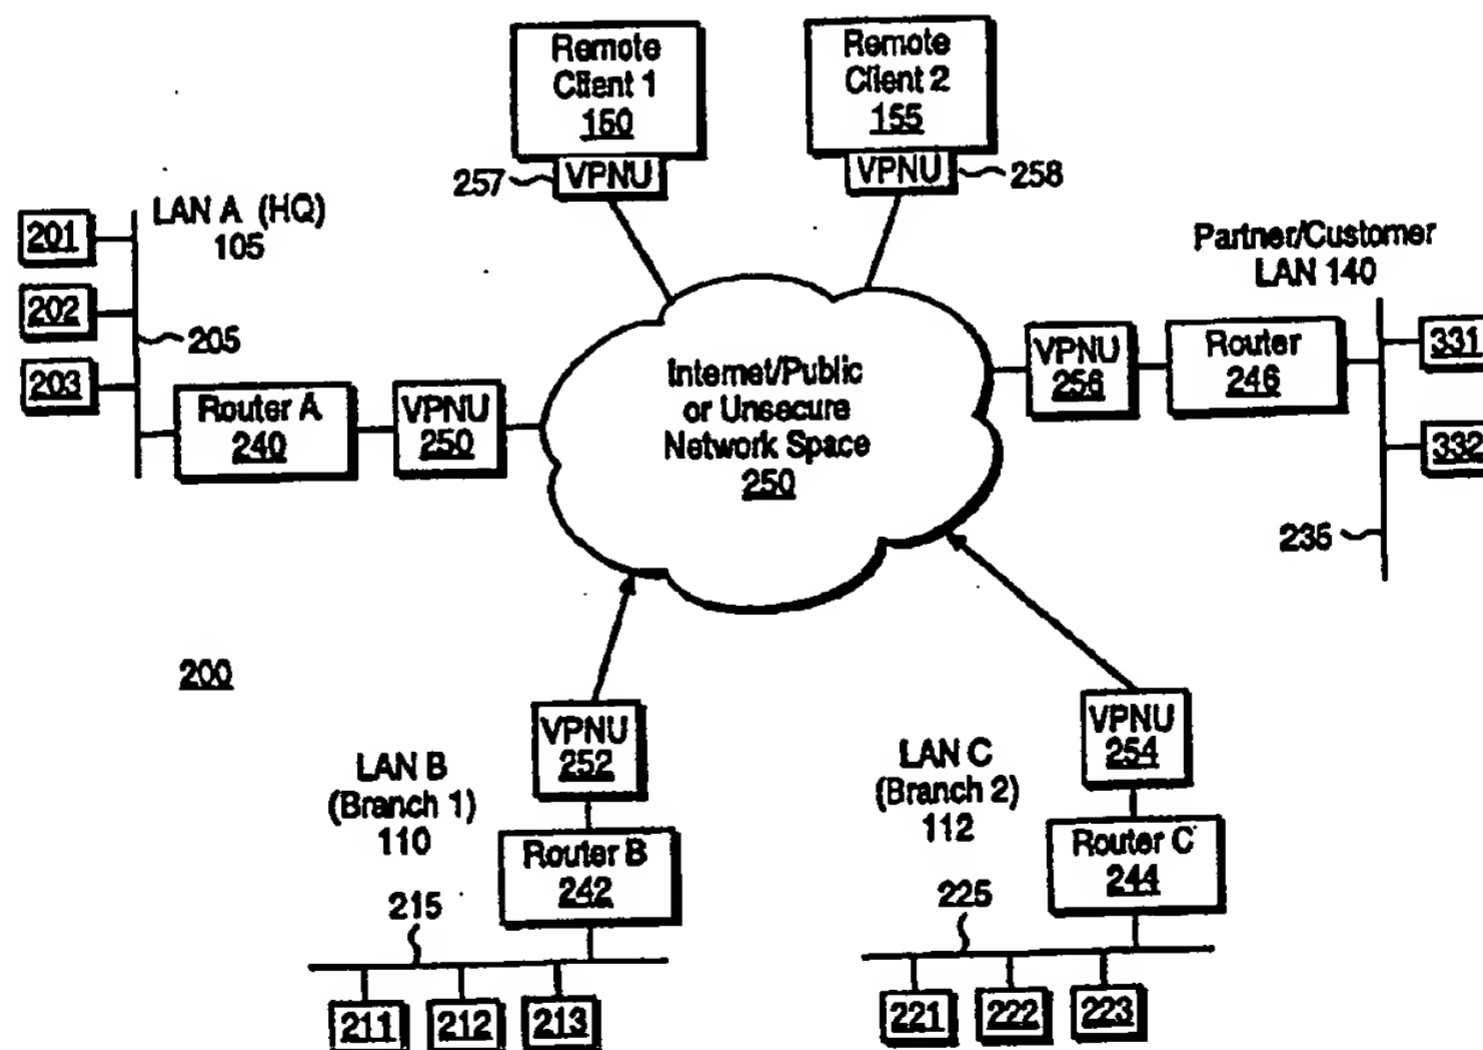 Remote
Client 1
150
VPNU
257
Remote
Client 2
155
VPNU
258
LAN A (HQ)
105
201
202
203
205
Router A
240
VPNU
250
Internet/Public
or Unsecure
Network Space
250
Partner/Customer
LAN 140
VPNU
256
Router
246
331
332
235
200
VPNU
252
LAN B
(Branch 1)
110
Router B
242
215
211
212
213
VPNU
254
LAN C
(Branch 2)
112
Router C
244
225
221
222
223